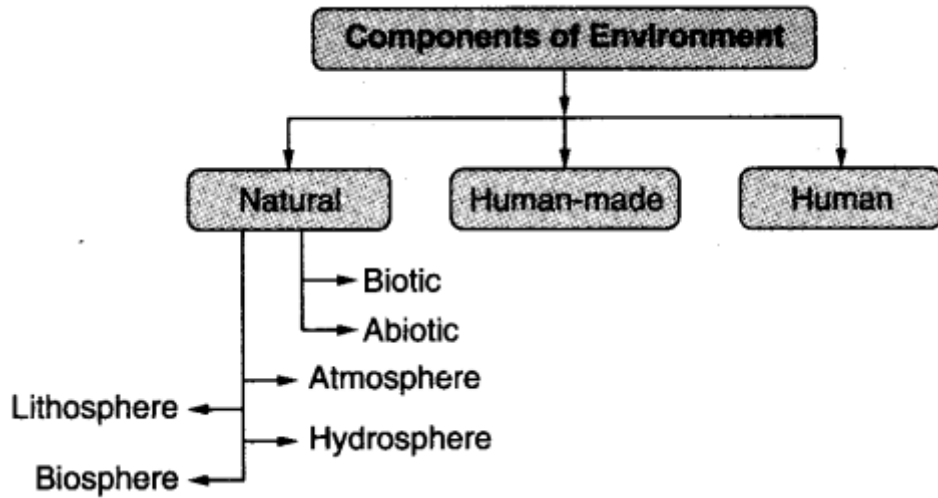 Components of Environment
Natural
Human-made
Human
Biotic
Abiotic
Atmosphere
Lithosphere
Hydrosphere
Biosphere